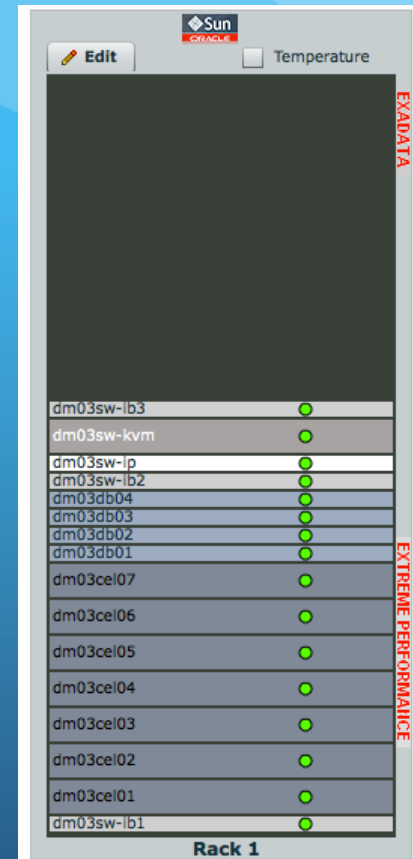 Sun
ORACLE
Edit
Temperature
EXADATA
dm03sw-ib3
dm03sw-kvm
dm03sw-ip
dm03sw-ib2
dm03db04
dm03db03
dm03db02
dm03db01
dm03cel07
dm03cel06
dm03cel05
dm03cel04
dm03cel03
dm03cel02
dm03cel01
dm03sw-ib1
EXTREME PERFORMANCE
Rack 1